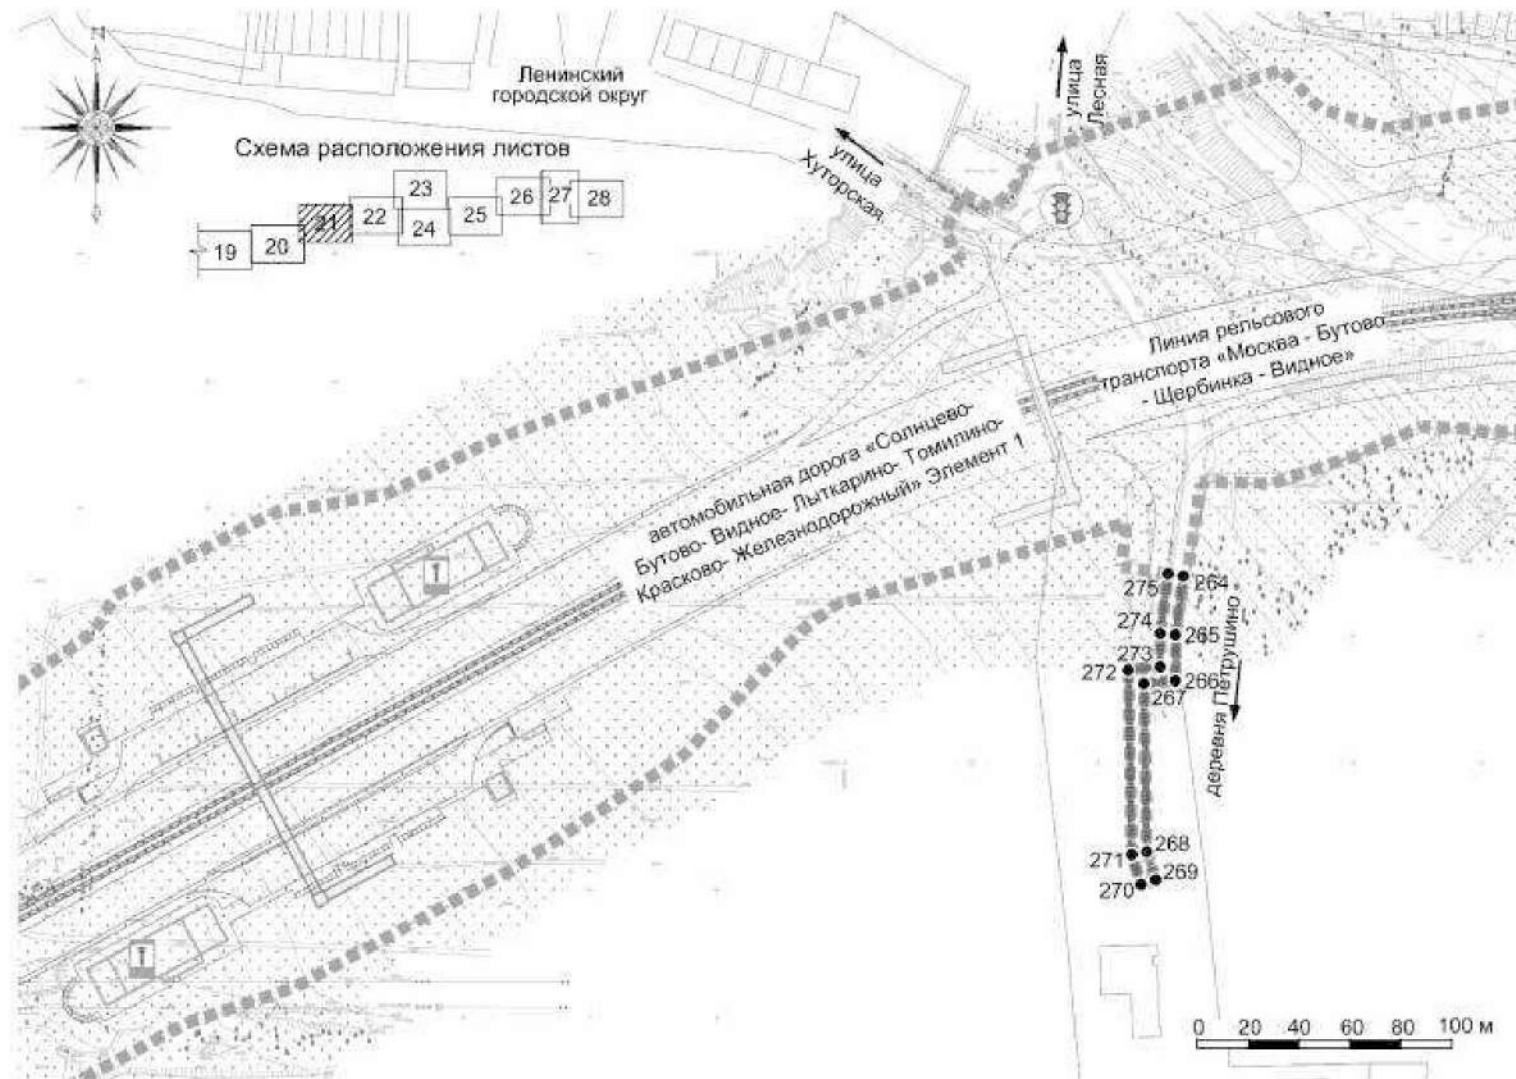 Ленинский
городской округ
Схема расположения листов
19
20
21
22
23
24
25
26
27
28
улица
Лесная
улица
Хуторская
Линия рельсового
транспорта «Москва - Бутово
- Щербинка - Видное»
автомобильная дорога «Солнцево-
Бутово- Видное- Лыткарино- Томилино-
Красково- Железнодорожный» Элемент 1
275
264
274
265
273
272
266
267
деревня Петрушино
271
268
270
269
0 20 40 60 80 100 м